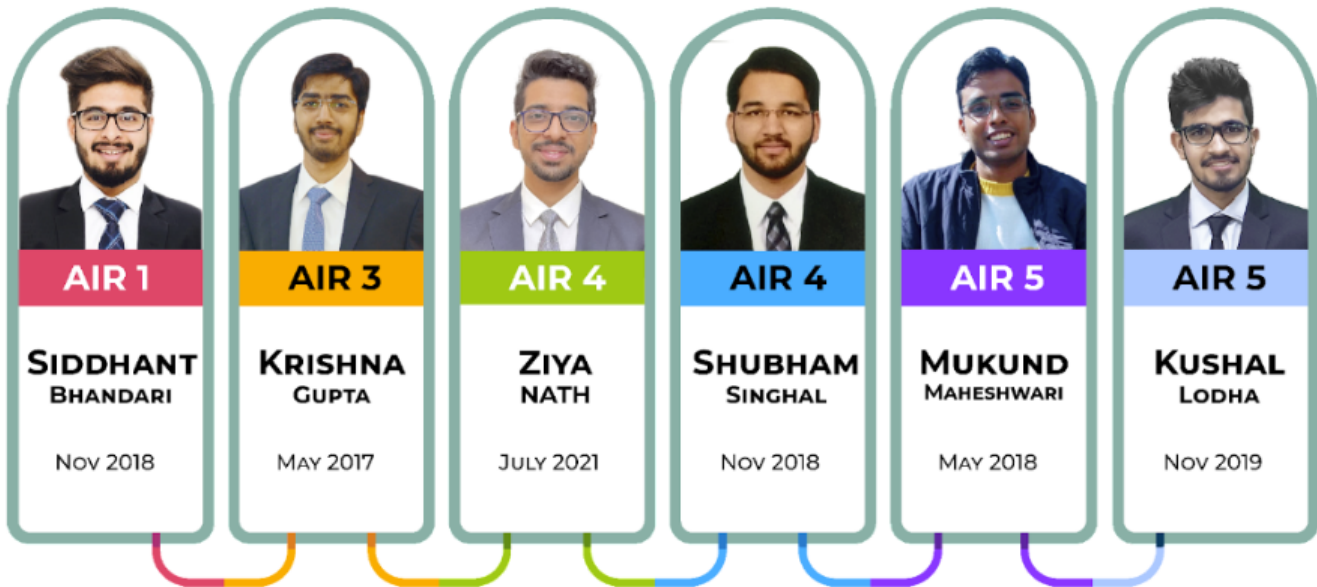 AIR 1
SIDDHANT
BHANDARI
NOV 2018
AIR 3
KRISHNA
GUPTA
MAY 2017
AIR 4
ZIYA
NATH
JULY 2021
AIR 4
SHUBHAM
SINGHAL
NOV 2018
AIR 5
MUKUND
MAHESHWARI
MAY 2018
AIR 5
KUSHAL
LODHA
NOV 2019